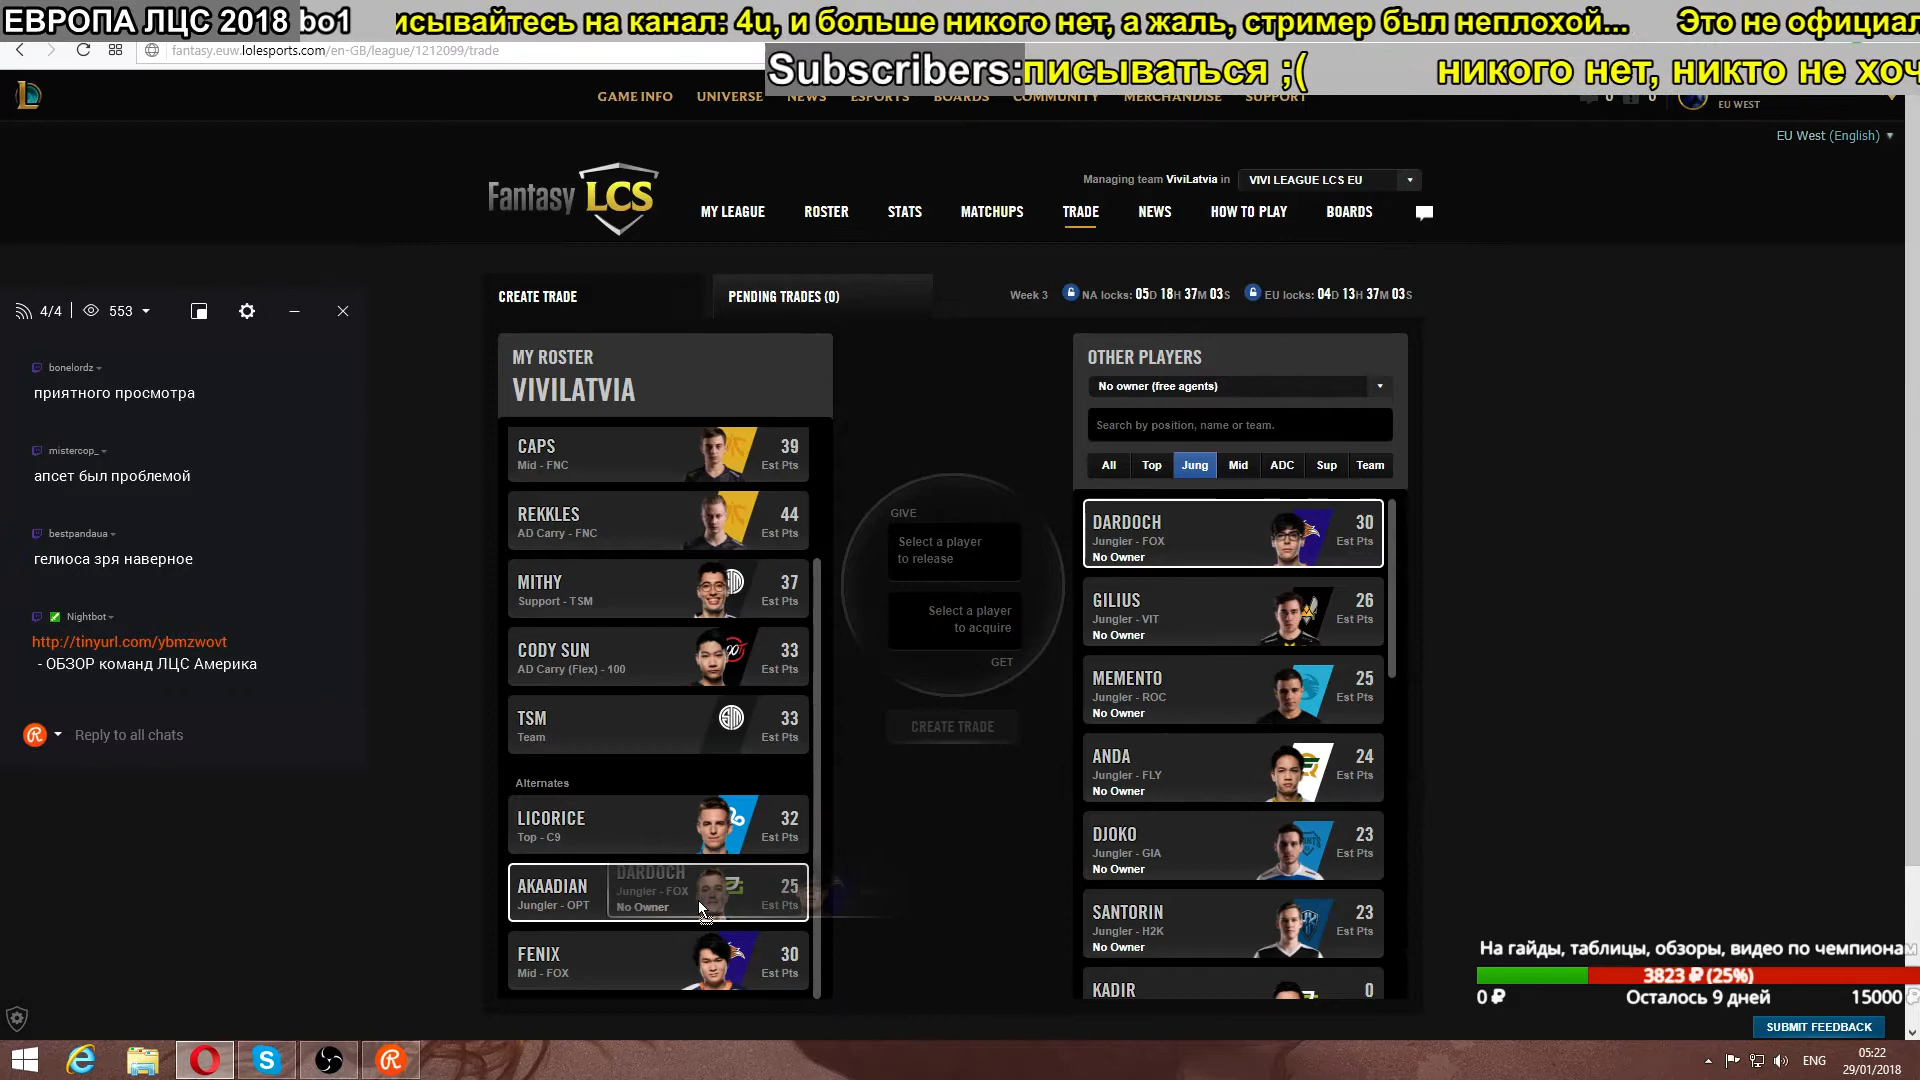 ЕВРОПА ЛЦС 2018 bo1
исывайтесь на канал: 4u, и больше никого нет, а жаль, стример был неплохой... Это не официал
fantasy.euw.lolesports.com/en-GB/league/1212099/trade
Subscribers: писываться ;( никого нет, никто не хоч
GAME INFO UNIVERSE NEWS ESPORTS BOARDS COMMUNITY MERCHANDISE SUPPORT 0 0
EU WEST
EU West (English)
Fantasy LCS
Managing team ViviLatvia in VIVI LEAGUE LCS EU
MY LEAGUE ROSTER STATS MATCHUPS TRADE NEWS HOW TO PLAY BOARDS
CREATE TRADE PENDING TRADES (0) Week 3 NA locks: 05D 18H 37M 03S EU locks: 04D 13H 37M 03S
4/4 553
bonelordz
приятного просмотра
mistercop_
апсет был проблемой
bestpandaua
гелиоса зря наверное
Nightbot
http://tinyurl.com/ybmzwovt
- ОБЗОР команд ЛЦС Америка
Reply to all chats
MY ROSTER
VIVILATVIA
CAPS 39
Mid - FNC Est Pts
REKKLES 44
AD Carry - FNC Est Pts
MITHY 37
Support - TSM Est Pts
CODY SUN 33
AD Carry (Flex) - 100 Est Pts
TSM 33
Team Est Pts
Alternates
LICORICE 32
Top - C9 Est Pts
AKAADIAN 25
Jungler - OPT Est Pts
DARDOCH
Jungler - FOX
No Owner
FENIX 30
Mid - FOX Est Pts
GIVE
Select a player
to release
Select a player
to acquire
GET
CREATE TRADE
OTHER PLAYERS
No owner (free agents)
Search by position, name or team.
All Top Jung Mid ADC Sup Team
DARDOCH 30
Jungler - FOX Est Pts
No Owner
GILIUS 26
Jungler - VIT Est Pts
No Owner
MEMENTO 25
Jungler - ROC Est Pts
No Owner
ANDA 24
Jungler - FLY Est Pts
No Owner
DJOKO 23
Jungler - GIA Est Pts
No Owner
SANTORIN 23
Jungler - H2K Est Pts
No Owner
KADIR 0
На гайды, таблицы, обзоры, видео по чемпионам
3823 ₽ (25%)
0 ₽ Осталось 9 дней 15000 ₽
SUBMIT FEEDBACK
ENG
05:22
29/01/2018